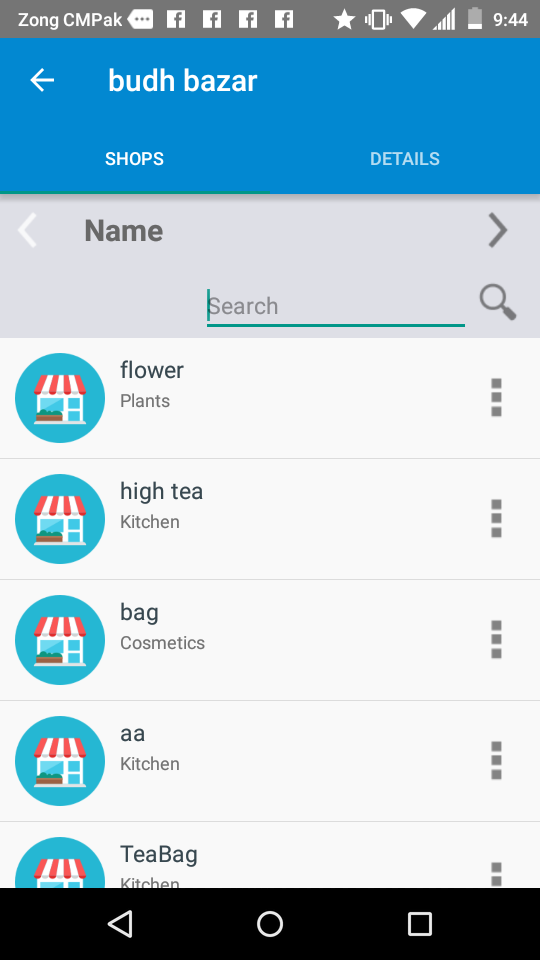 Zong CMPak 9:44
budh bazar
SHOPS DETAILS
Name
Search
flower
Plants
high tea
Kitchen
bag
Cosmetics
aa
Kitchen
TeaBag
Kitchen